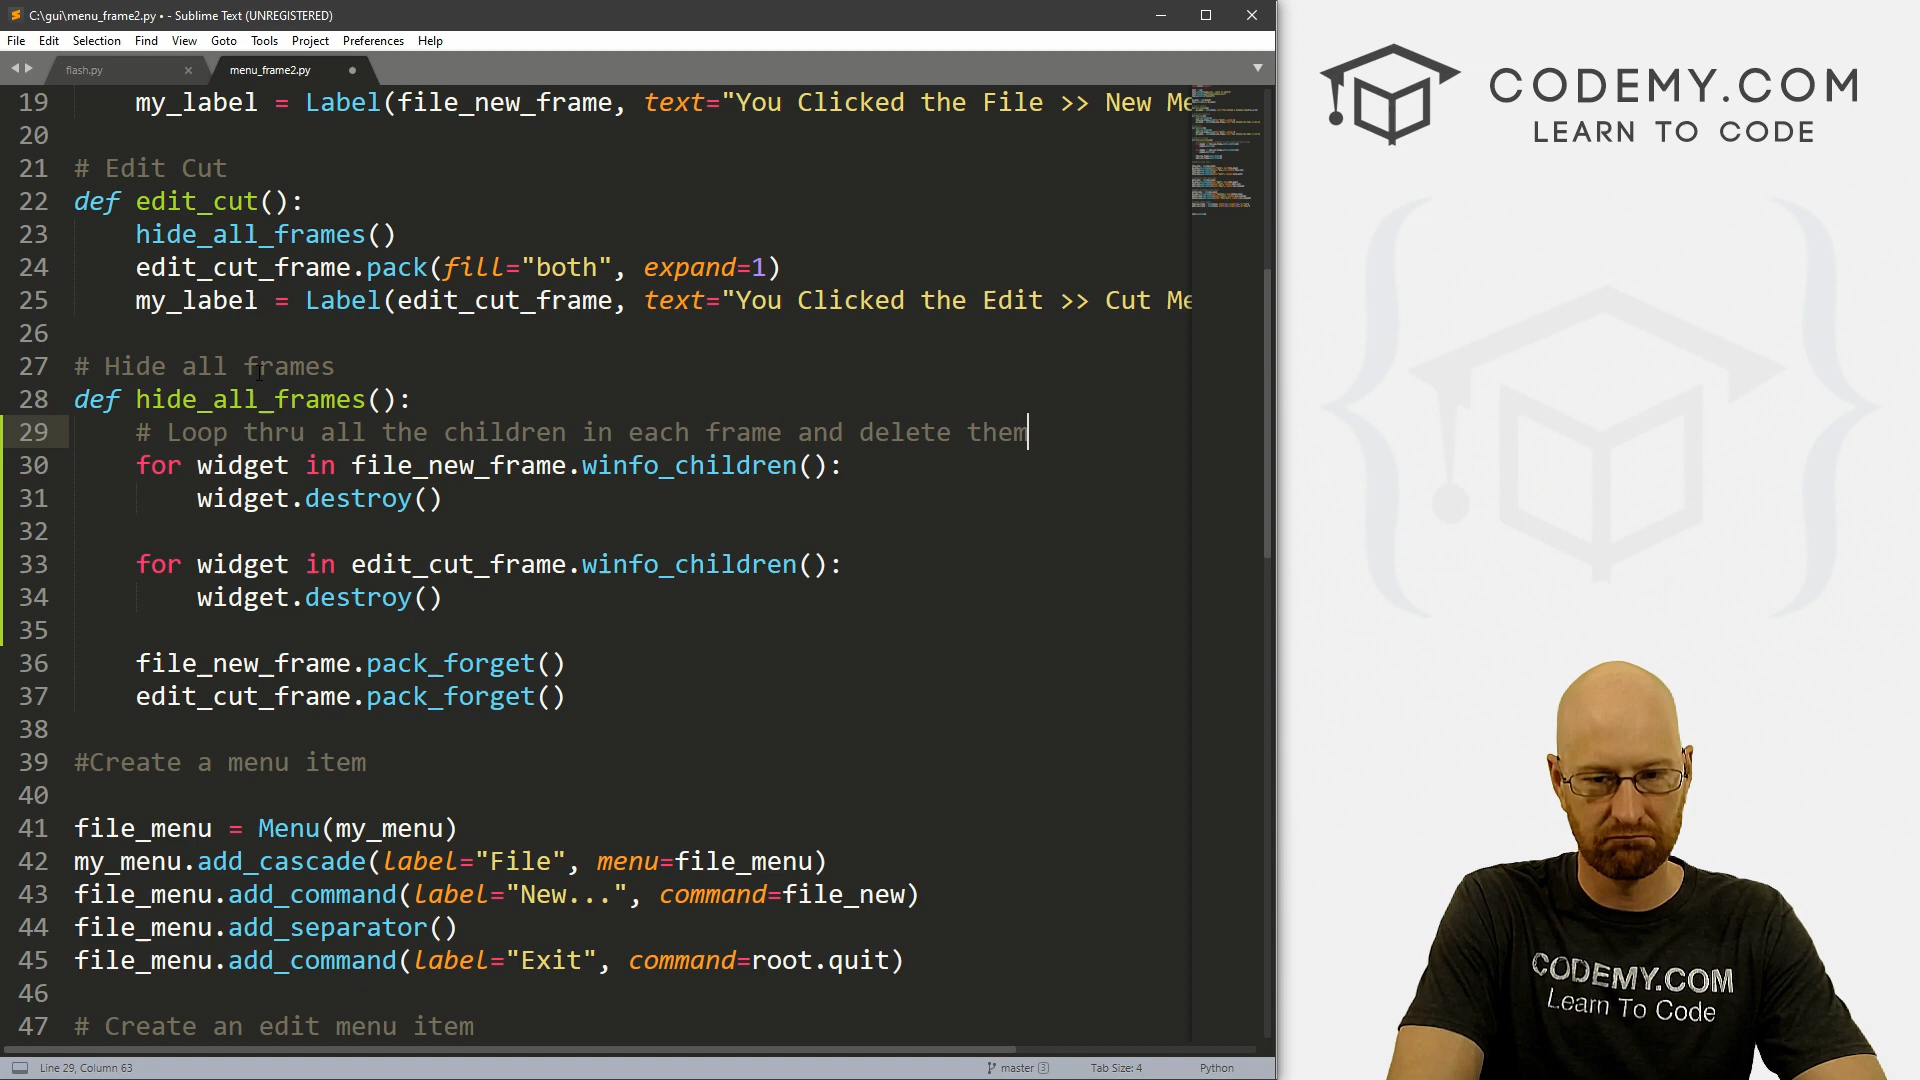 C:\gui\menu_frame2.py • - Sublime Text (UNREGISTERED)
File Edit Selection Find View Goto Tools Project Preferences Help
flash.py
menu_frame2.py
19 my_label = Label(file_new_frame, text="You Clicked the File >> New Me
20
21 # Edit Cut
22 def edit_cut():
23 hide_all_frames()
24 edit_cut_frame.pack(fill="both", expand=1)
25 my_label = Label(edit_cut_frame, text="You Clicked the Edit >> Cut Me
26
27 # Hide all frames
28 def hide_all_frames():
29 # Loop thru all the children in each frame and delete them
30 for widget in file_new_frame.winfo_children():
31 widget.destroy()
32
33 for widget in edit_cut_frame.winfo_children():
34 widget.destroy()
35
36 file_new_frame.pack_forget()
37 edit_cut_frame.pack_forget()
38
39 #Create a menu item
40
41 file_menu = Menu(my_menu)
42 my_menu.add_cascade(label="File", menu=file_menu)
43 file_menu.add_command(label="New...", command=file_new)
44 file_menu.add_separator()
45 file_menu.add_command(label="Exit", command=root.quit)
46
47 # Create an edit menu item
Line 29, Column 63
master 3
Tab Size: 4
Python
CODEMY.COM
LEARN TO CODE
CODEMY.COM
Learn To Code